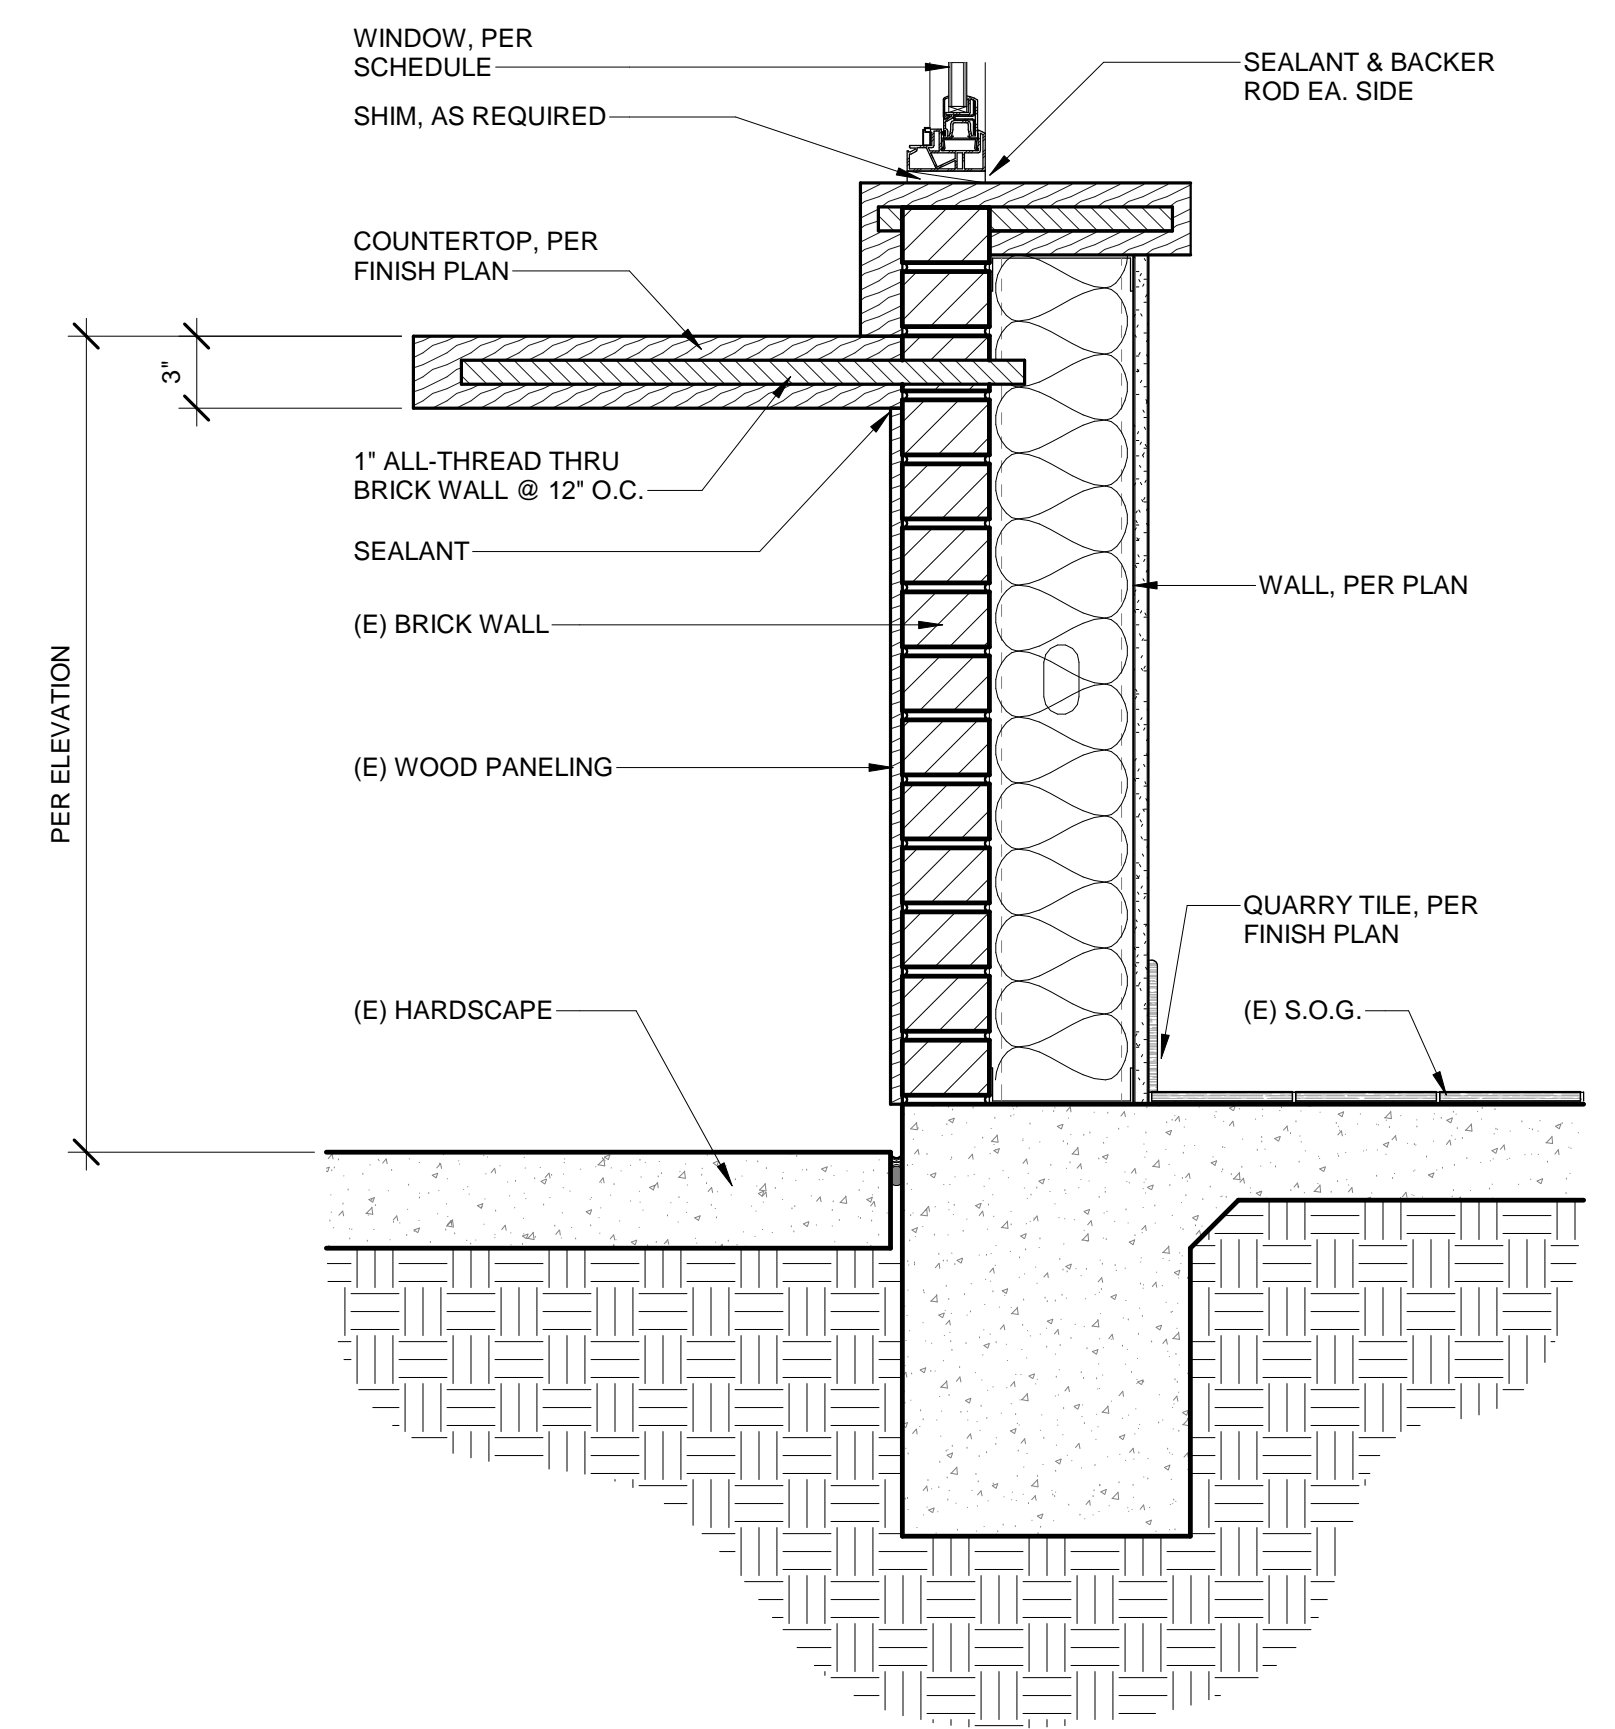 WINDOW, PER
SCHEDULE
SHIM, AS REQUIRED
SEALANT & BACKER
ROD EA. SIDE
COUNTERTOP, PER
FINISH PLAN
3"
1" ALL-THREAD THRU
BRICK WALL @ 12" O.C.
SEALANT
WALL, PER PLAN
(E) BRICK WALL
PER ELEVATION
(E) WOOD PANELING
QUARRY TILE, PER
FINISH PLAN
(E) HARDSCAPE
(E) S.O.G.